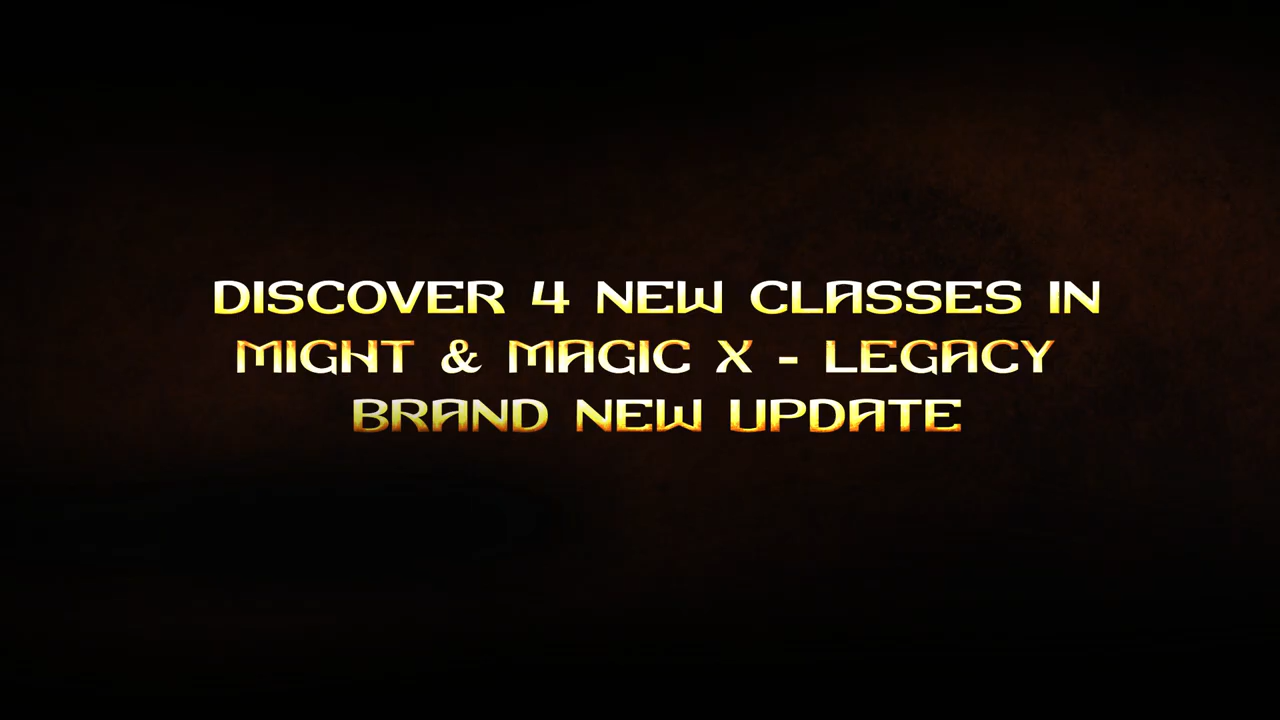 DISCOVER 4 NEW CLASSES IN
MIGHT & MAGIC X - LEGACY
BRAND NEW UPDATE